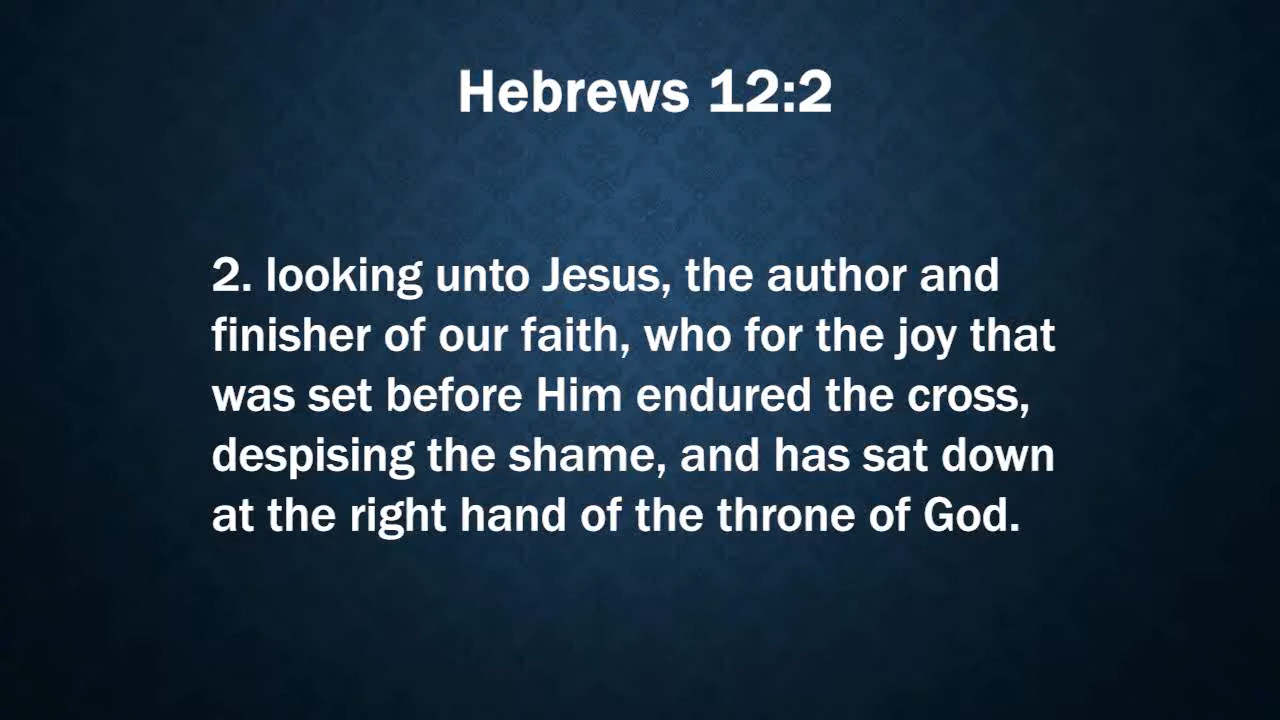 Hebrews 12:2
2. looking unto Jesus, the author and
finisher of our faith, who for the joy that
was set before Him endured the cross,
despising the shame, and has sat down
at the right hand of the throne of God.